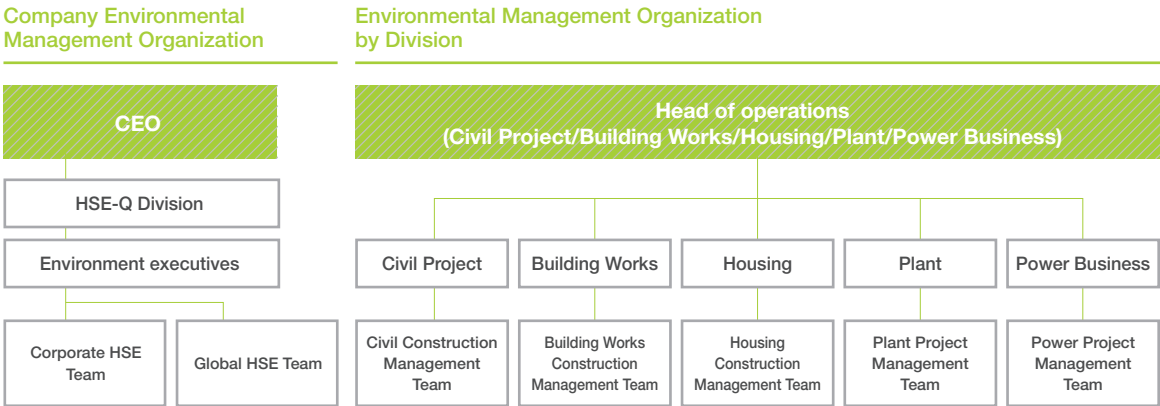 Company Environmental
Management Organization
CEO
HSE-Q Division
Environment executives
Corporate HSE
Team
Global HSE Team
Environmental Management Organization
by Division
Head of operations
(Civil Project/Building Works/Housing/Plant/Power Business)
Civil Project
Building Works
Housing
Plant
Power Business
Civil Construction
Management
Team
Building Works
Construction
Management Team
Housing
Construction
Management Team
Plant Project
Management
Team
Power Project
Management
Team